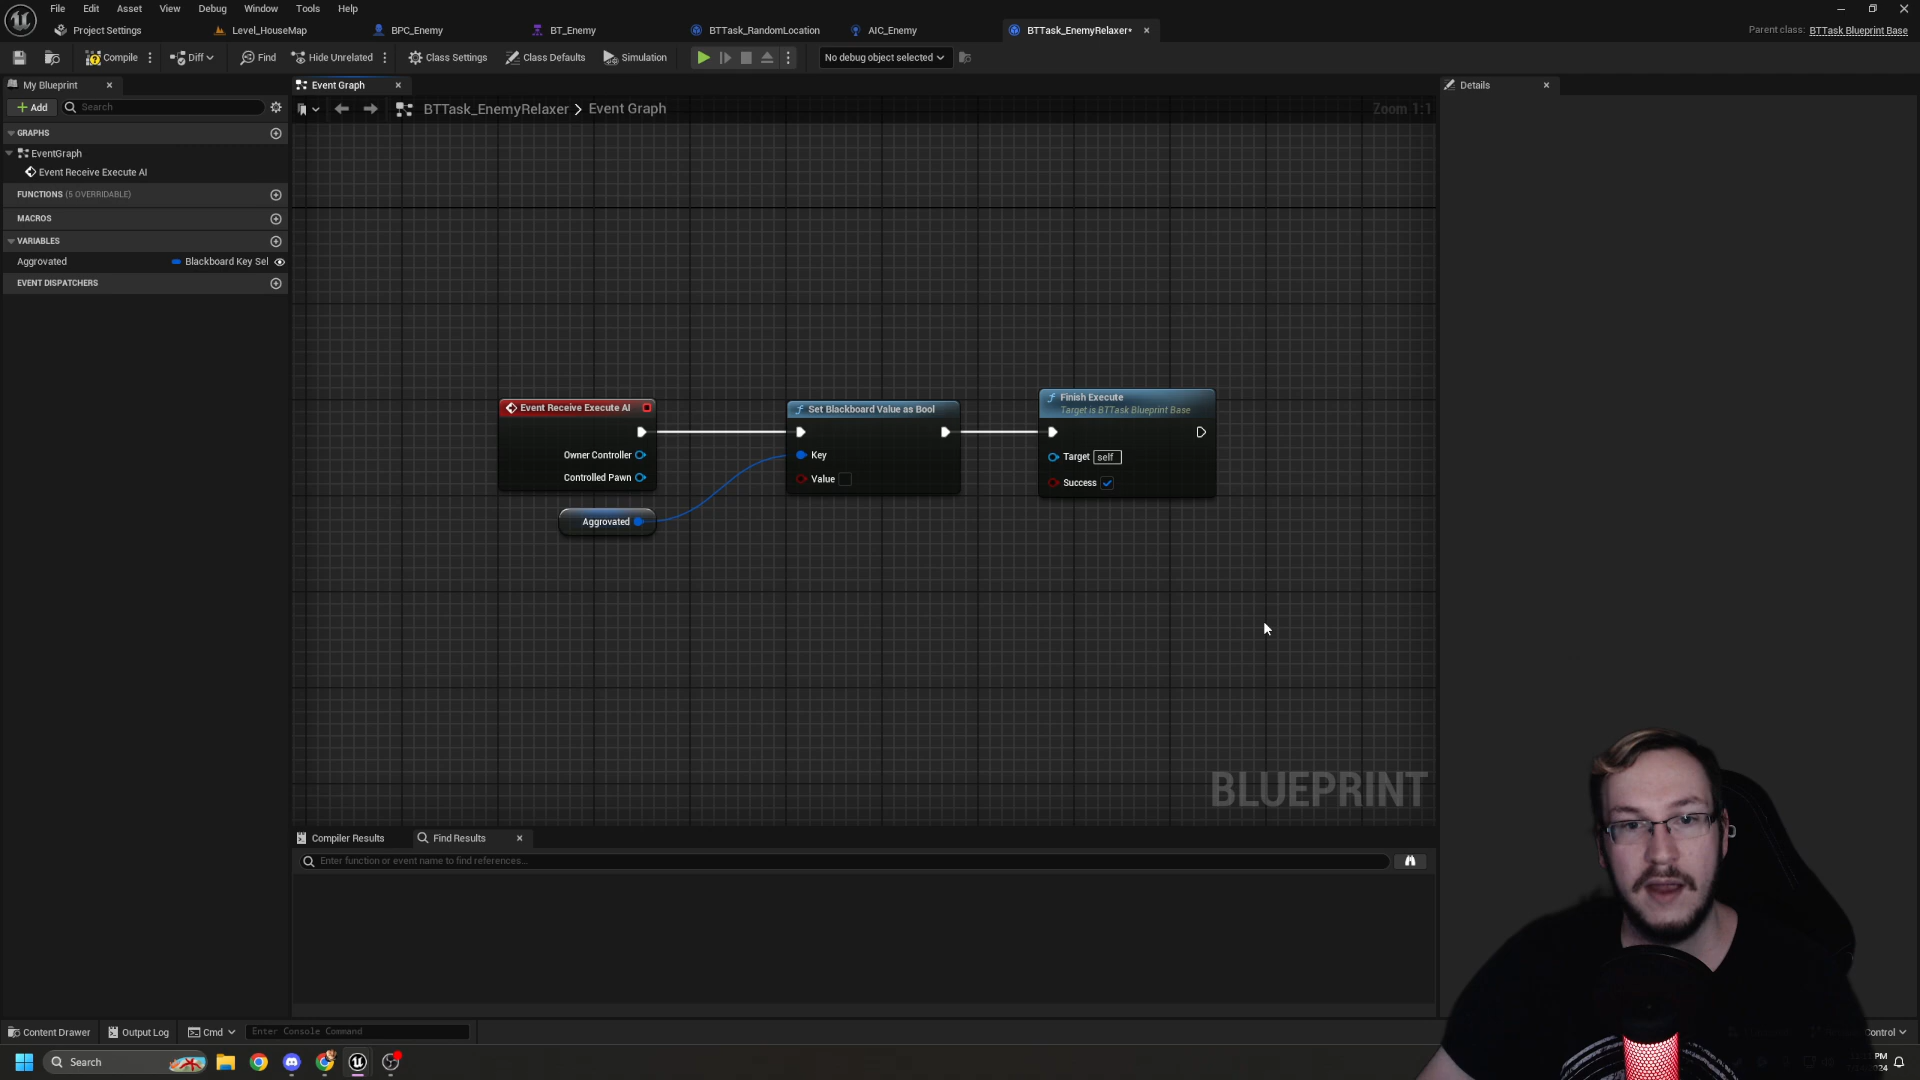 File Edit Asset View Debug Window Tools Help
Project Settings Level_HouseMap BPC_Enemy BT_Enemy BTTask_RandomLocation AIC_Enemy BTTask_EnemyRelaxer*
Parent class: BTTask Blueprint Base
Compile Diff Find Hide Unrelated Class Settings Class Defaults Simulation No debug object selected
My Blueprint
Event Graph
Details
Add Search
BTTask_EnemyRelaxer > Event Graph
Zoom 1:1
GRAPHS
EventGraph
Event Receive Execute AI
FUNCTIONS (5 OVERRIDABLE)
MACROS
VARIABLES
Aggrovated Blackboard Key Sel
EVENT DISPATCHERS
Event Receive Execute AI
Owner Controller
Controlled Pawn
Aggrovated
Set Blackboard Value as Bool
Key
Value
Finish Execute
Target is BTTask Blueprint Base
Target self
Success
BLUEPRINT
Compiler Results Find Results
Enter function or event name to find references...
Content Drawer Output Log Cmd Enter Console Command
Control
Search
PM
2024